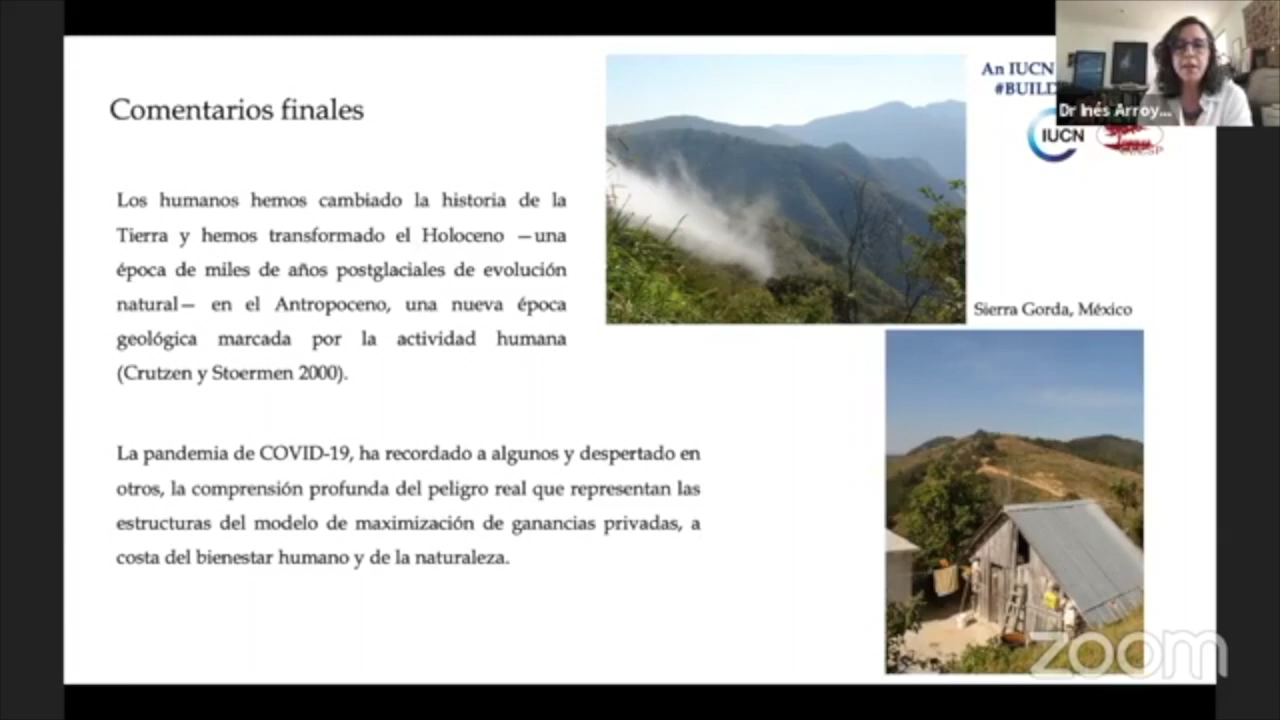 Comentarios finales
Los humanos hemos cambiado la historia de la
Tierra y hemos transformado el Holoceno —una
época de miles de años postglaciales de evolución
natural— en el Antropoceno, una nueva época
geológica marcada por la actividad humana
(Crutzen y Stoermen 2000).
La pandemia de COVID-19, ha recordado a algunos y despertado en
otros, la comprensión profunda del peligro real que representan las
estructuras del modelo de maximización de ganancias privadas, a
costa del bienestar humano y de la naturaleza.
An IUCN
#BUILD
Dr Inés Arroy...
IUCN
Sierra Gorda, México
zoom